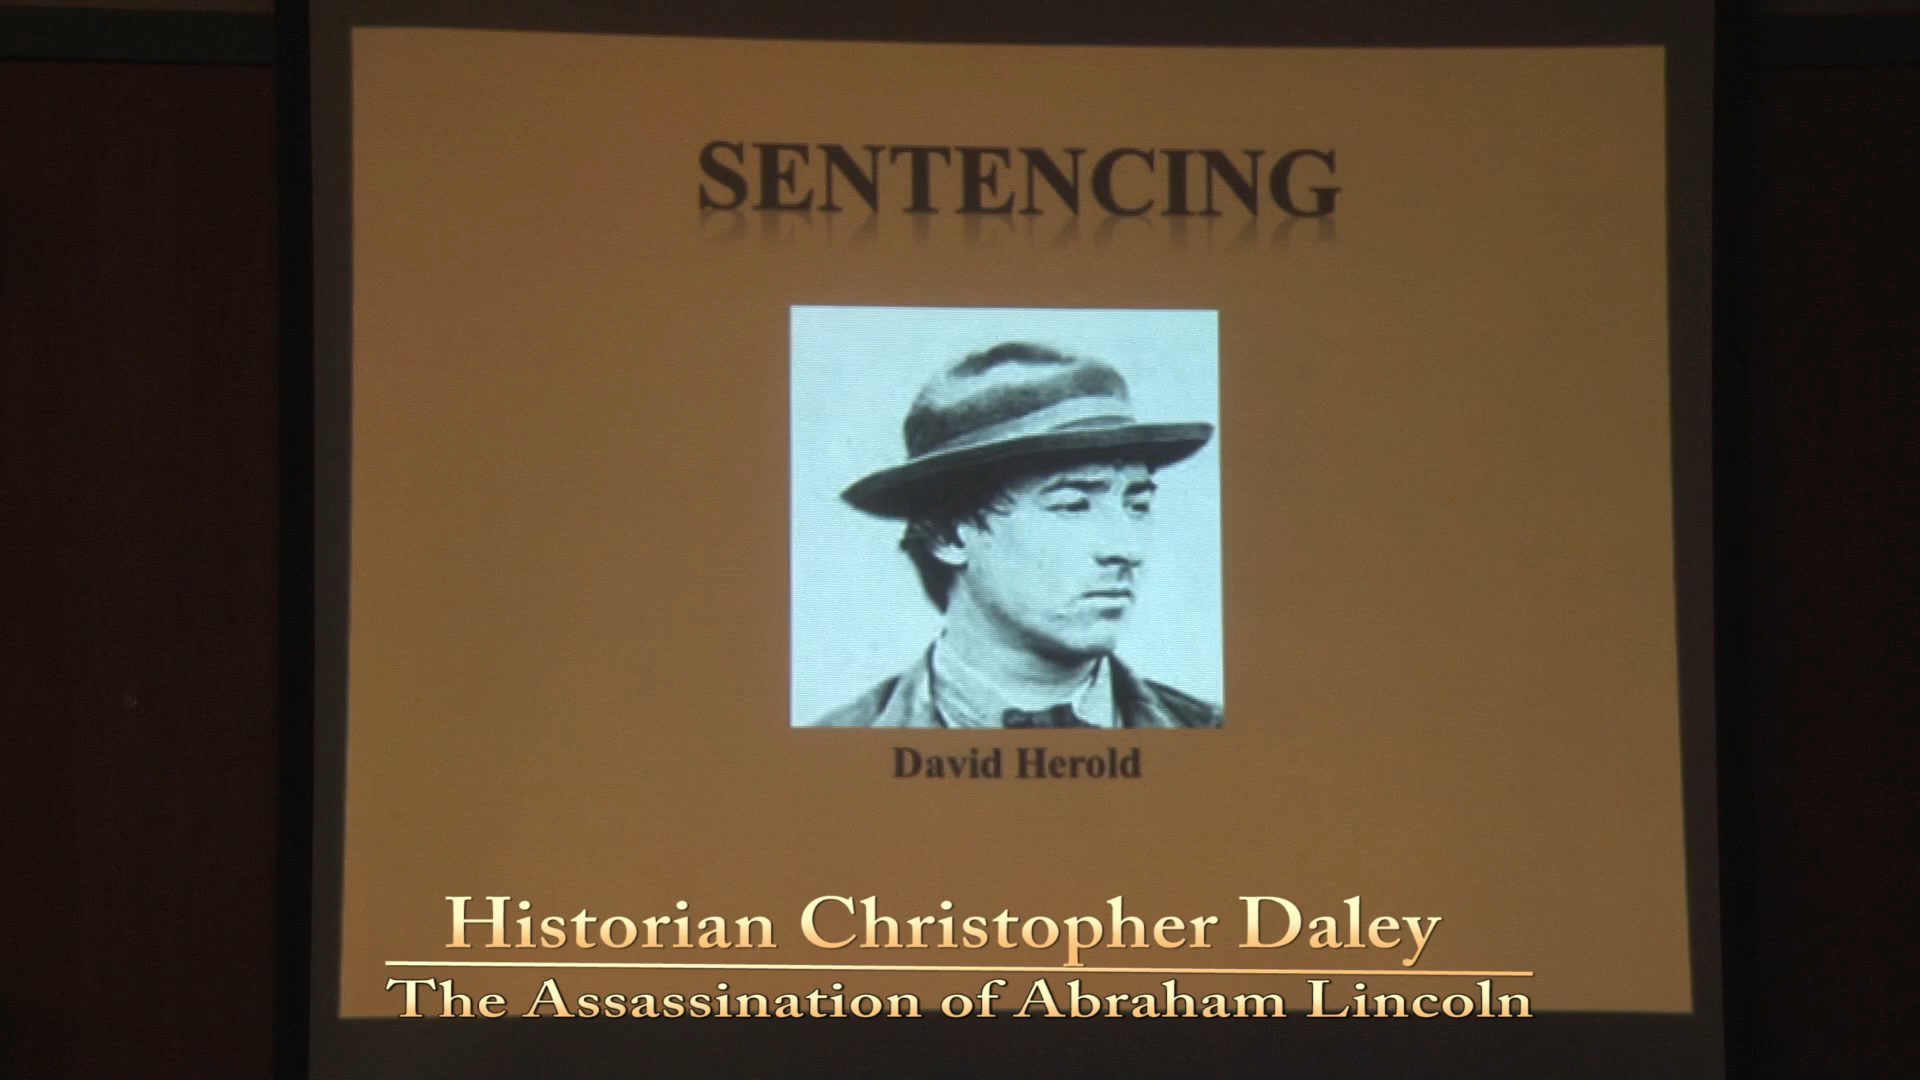 SENTENCING
David Herold
Historian Christopher Daley
The Assassination of Abraham Lincoln